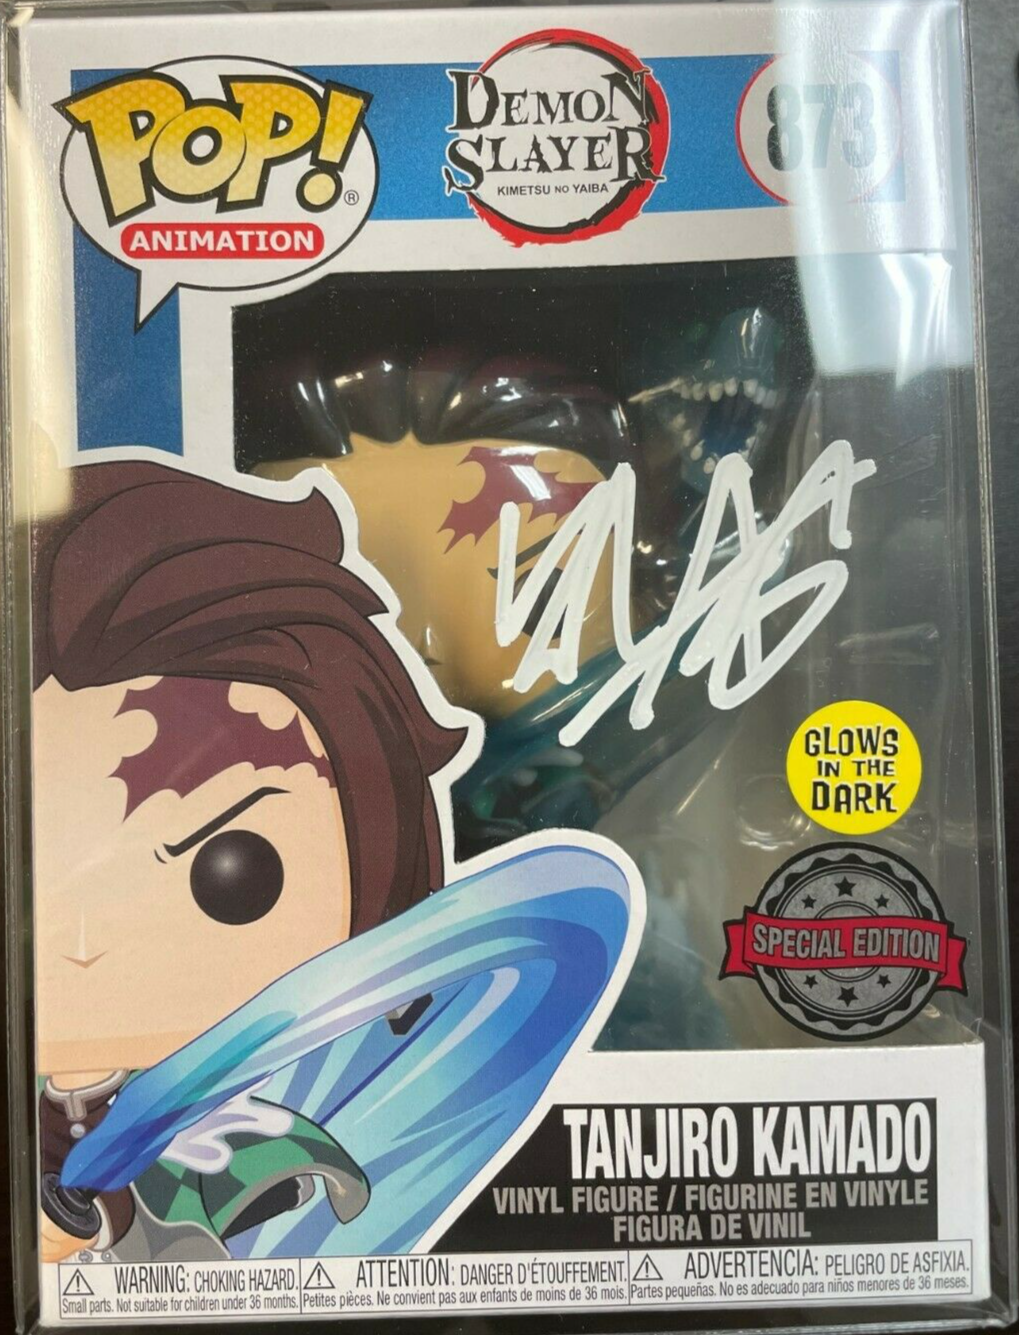 POP!®
ANIMATION
DEMON
SLAYER
KIMETSU NO YAIBA
873
GLOWS
IN THE
DARK
SPECIAL EDITION
TANJIRO KAMADO
VINYL FIGURE / FIGURINE EN VINYLE
FIGURA DE VINIL
WARNING: CHOKING HAZARD.
Small parts. Not suitable for children under 36 months.
ATTENTION: DANGER D'ÉTOUFFEMENT.
Petites pièces. Ne convient pas aux enfants de moins de 36 mois.
ADVERTENCIA: PELIGRO DE ASFIXIA.
Partes pequeñas. No es adecuado para niños menores de 36 meses.